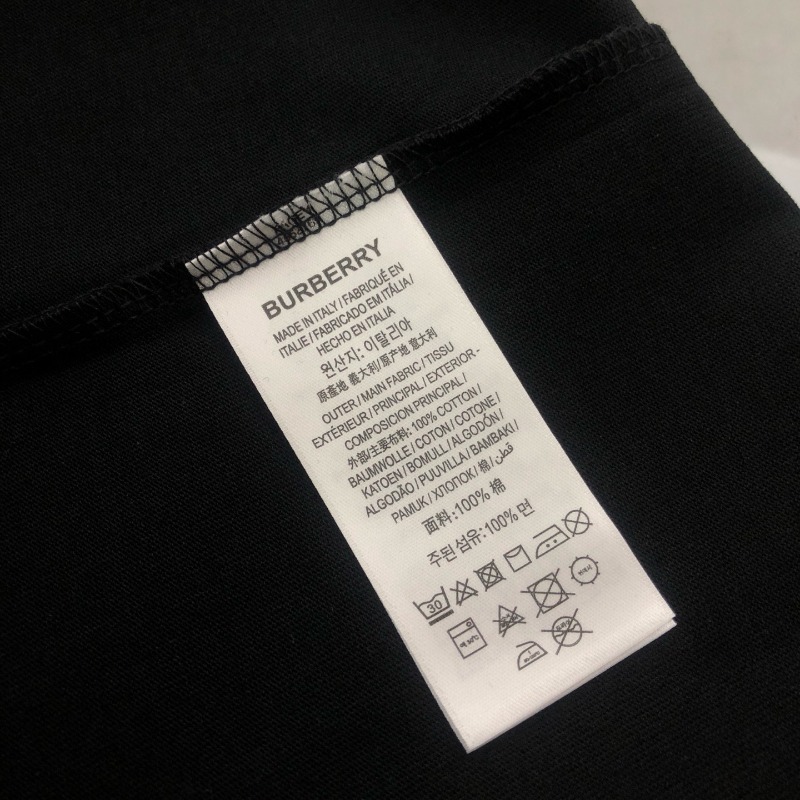 BURBERRY
MADE IN ITALY / FABRIQUÉ EN
ITALIE / FABRICADO EM ITÁLIA /
HECHO EN ITALIA
원산지: 이탈리아
原產地 義大利/原产地 意大利
OUTER / MAIN FABRIC / TISSU
EXTÉRIEUR / PRINCIPAL / EXTERIOR -
COMPOSICION PRINCIPAL /
外部/主要布料: 100% COTTON /
BAUMWOLLE / COTON / COTONE /
KATOEN / BOMULL / ALGODÓN /
ALGODÃO / PUUVILLA / BAMBAKI /
PAMUK / ХЛОПОК / 棉 / قطن /
面料:100% 棉
주된 섬유:100% 면
30